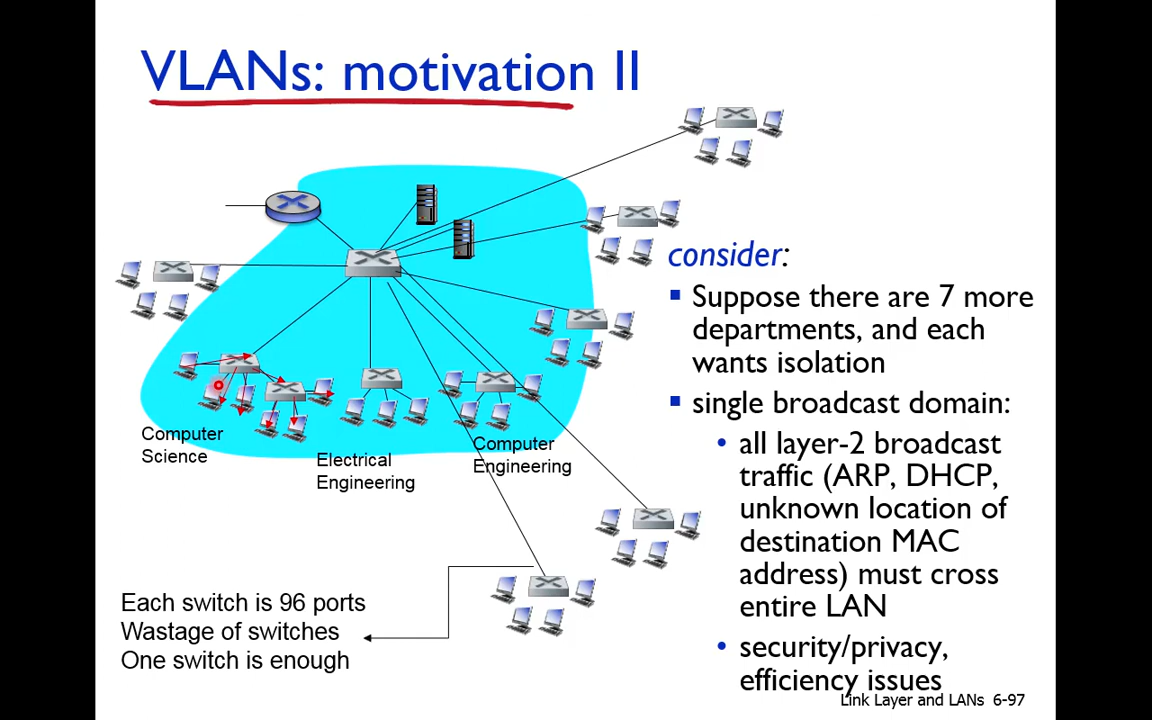 VLANs: motivation II
consider:
Suppose there are 7 more
departments, and each
wants isolation
single broadcast domain:
all layer-2 broadcast
traffic (ARP, DHCP,
unknown location of
destination MAC
address) must cross
entire LAN
security/privacy,
efficiency issues
Computer
Science
Electrical
Engineering
Computer
Engineering
Each switch is 96 ports
Wastage of switches
One switch is enough
Link Layer and LANs 6-97